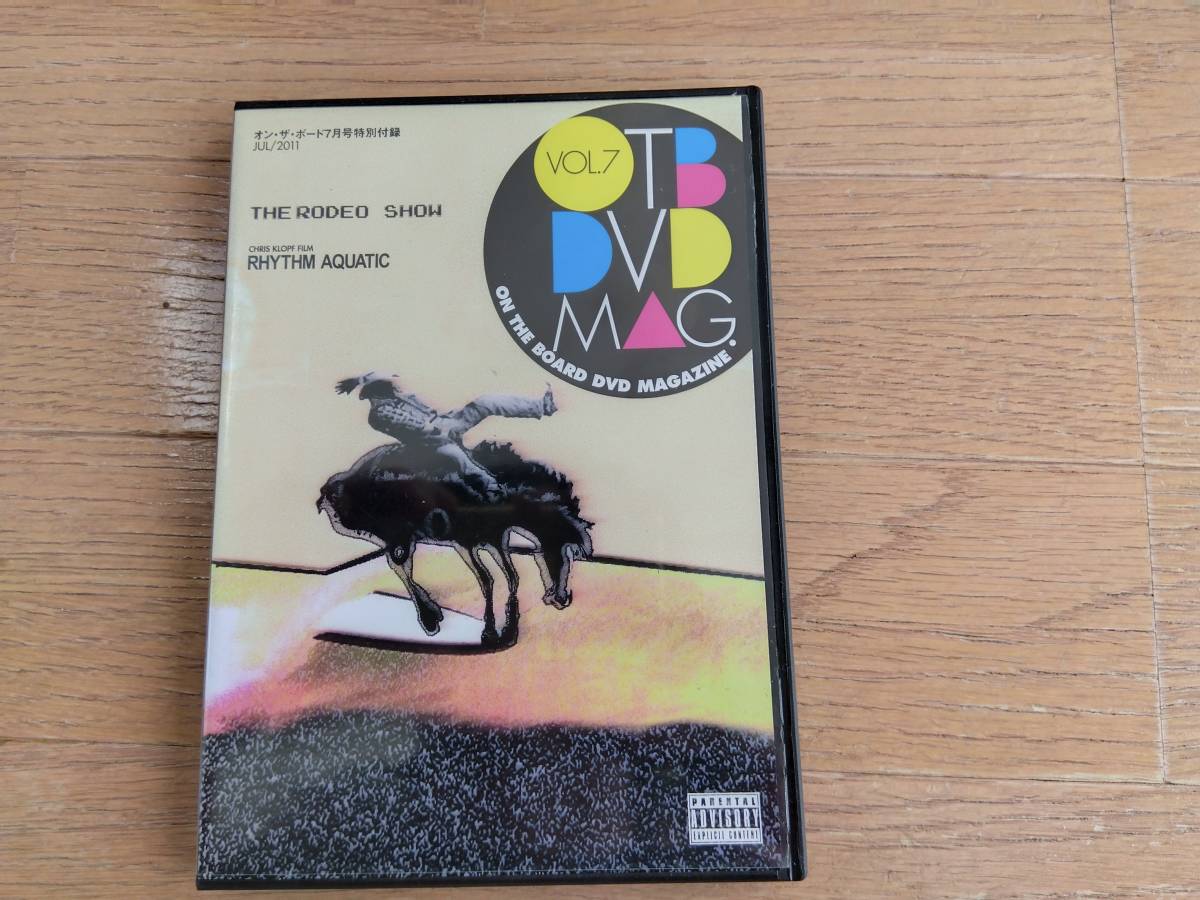 オン・ザ・ボード7月号特別付録
JUL/2011
THE RODEO SHOW
CHRIS KLOPF FILM
RHYTHM AQUATIC
VOL.7
OTB
DVD
MAG.
ON THE BOARD DVD MAGAZINE
PARENTAL
ADVISORY
EXPLICIT CONTENT